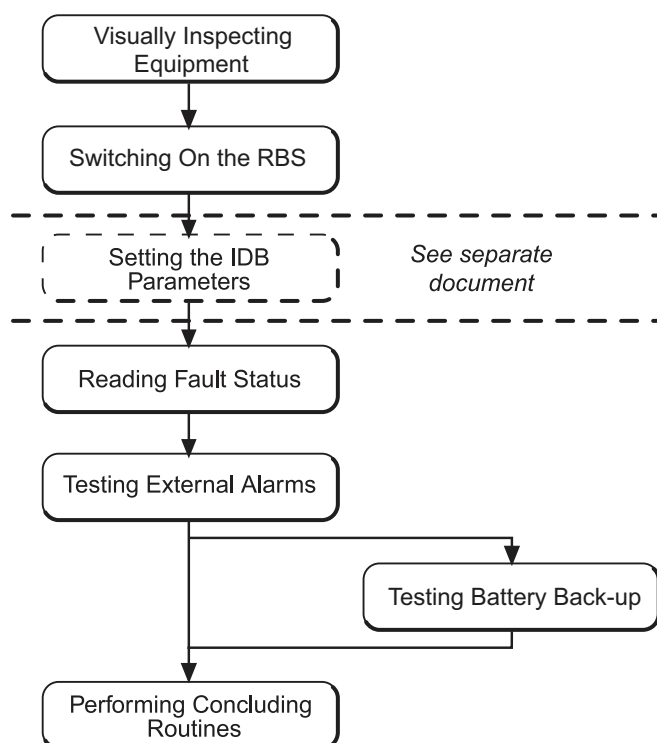 Visually Inspecting
Equipment
Switching On the RBS
Setting the IDB
Parameters
See separate
document
Reading Fault Status
Testing External Alarms
Testing Battery Back-up
Performing Concluding
Routines